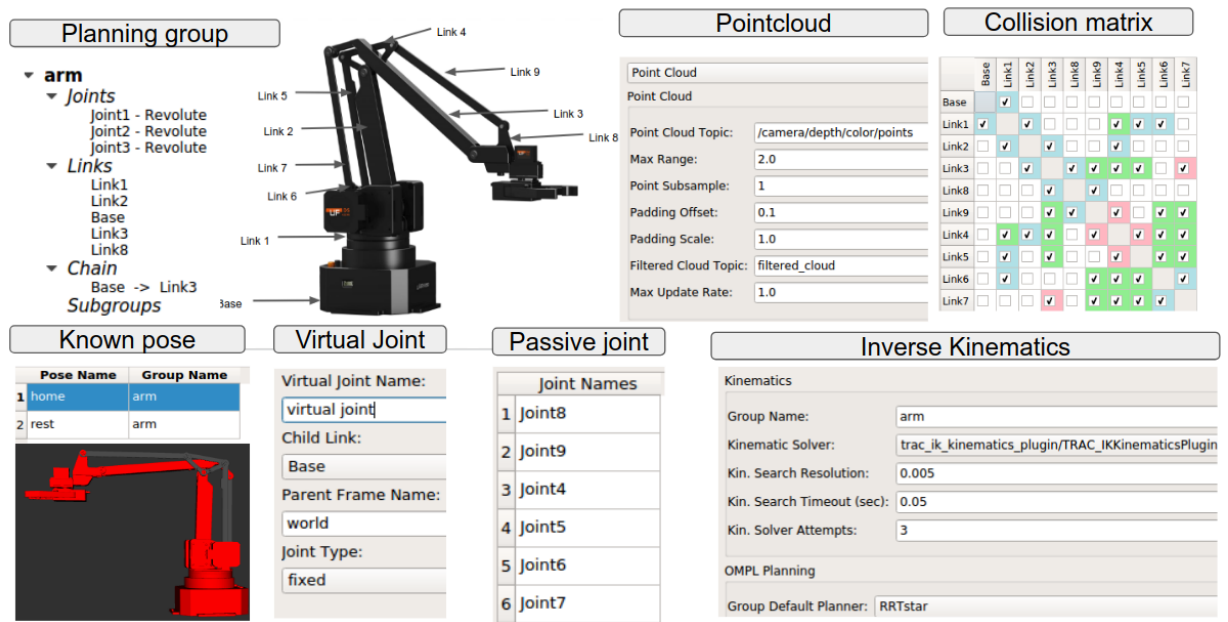 Planning group
arm
Joints
Joint1 - Revolute
Joint2 - Revolute
Joint3 - Revolute
Links
Link1
Link2
Base
Link3
Link8
Chain
Base -> Link3
Subgroups
Link 4
Link 9
Link 5
Link 3
Link 2
Link 8
Link 7
Link 6
Link 1
Base
Pointcloud
Point Cloud
Point Cloud
Point Cloud Topic: /camera/depth/color/points
Max Range: 2.0
Point Subsample: 1
Padding Offset: 0.1
Padding Scale: 1.0
Filtered Cloud Topic: filtered_cloud
Max Update Rate: 1.0
Collision matrix
Base Link1 Link2 Link3 Link8 Link9 Link4 Link5 Link6 Link7
Base
Link1
Link2
Link3
Link8
Link9
Link4
Link5
Link6
Link7
Known pose
Pose Name Group Name
1 home arm
2 rest arm
Virtual Joint
Virtual Joint Name:
virtual joint
Child Link:
Base
Parent Frame Name:
world
Joint Type:
fixed
Passive joint
Joint Names
1 Joint8
2 Joint9
3 Joint4
4 Joint5
5 Joint6
6 Joint7
Inverse Kinematics
Kinematics
Group Name: arm
Kinematic Solver: trac_ik_kinematics_plugin/TRAC_IKKinematicsPlugin
Kin. Search Resolution: 0.005
Kin. Search Timeout (sec): 0.05
Kin. Solver Attempts: 3
OMPL Planning
Group Default Planner: RRTstar